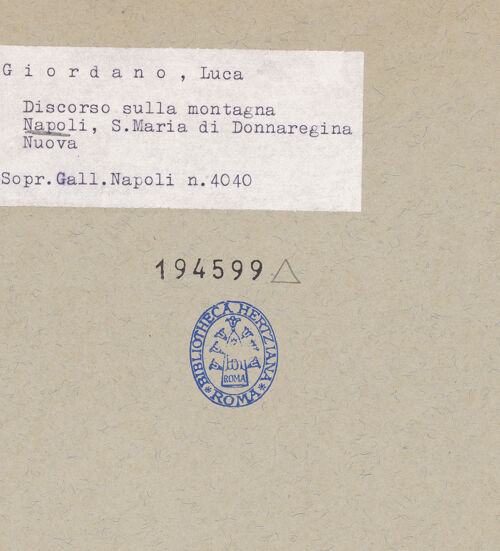 Giordano, Luca
Discorso sulla montagna
Napoli, S.Maria di Donnaregina
Nuova
Sopr.Gall.Napoli n.4040
194599
BIBLIOTHECA HERTZIANA
ROMA
ROMA